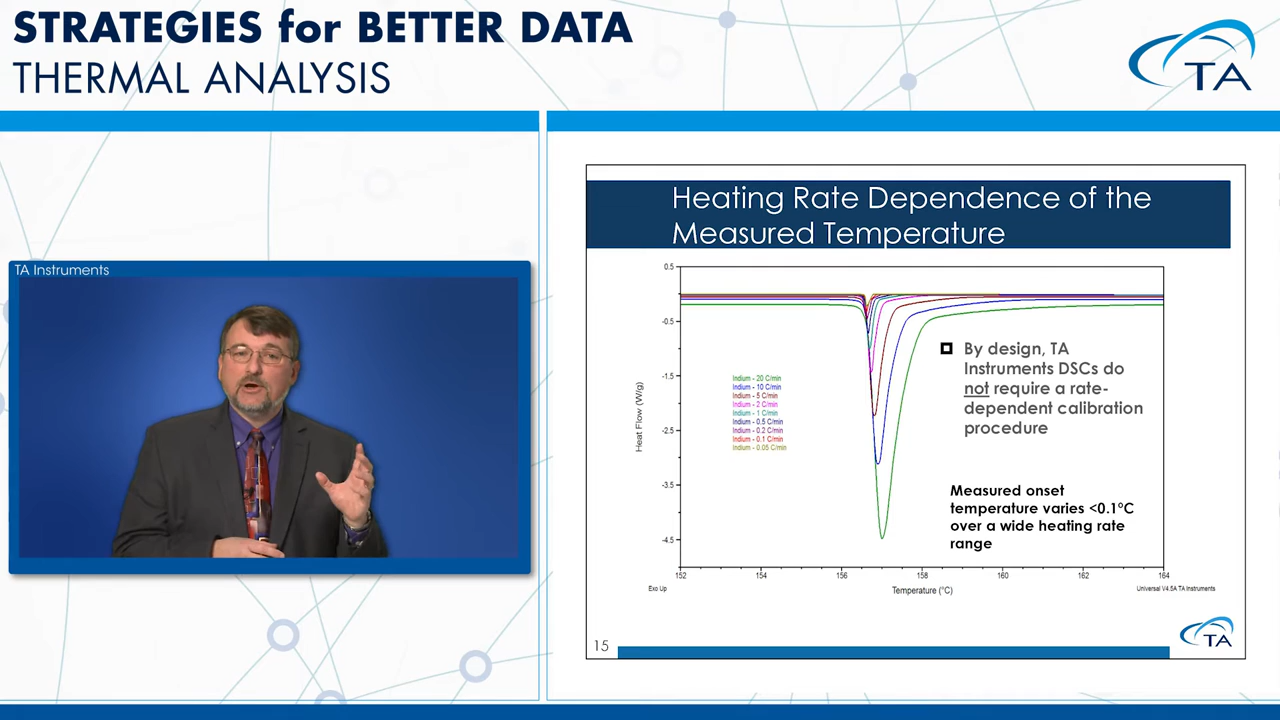 STRATEGIES for BETTER DATA
THERMAL ANALYSIS
TA
TA Instruments
Heating Rate Dependence of the
Measured Temperature
0.5
-0.5
-1.5
-2.5
-3.5
-4.5
Heat Flow (W/g)
Indium - 20 C/min
Indium - 10 C/min
Indium - 5 C/min
Indium - 2 C/min
Indium - 1 C/min
Indium - 0.5 C/min
Indium - 0.2 C/min
Indium - 0.1 C/min
Indium - 0.05 C/min
By design, TA
Instruments DSCs do
not require a rate-
dependent calibration
procedure
Measured onset
temperature varies <0.1°C
over a wide heating rate
range
152 154 156 158 160 162 164
Exo Up
Temperature (°C)
Universal V4.5A TA Instruments
15
TA